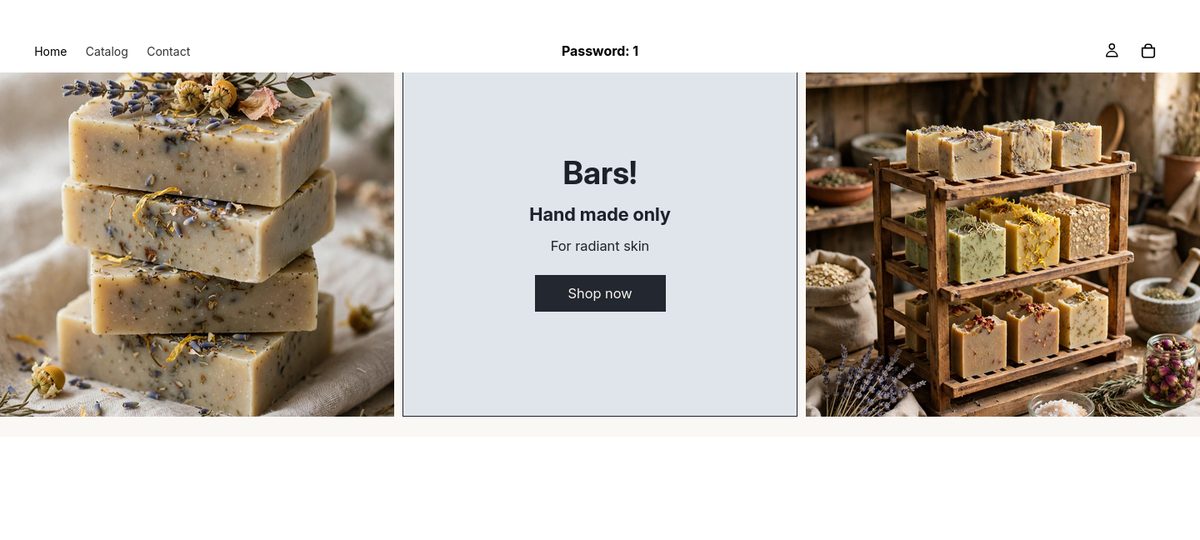 Home Catalog Contact
Password: 1
Bars!
Hand made only
For radiant skin
Shop now